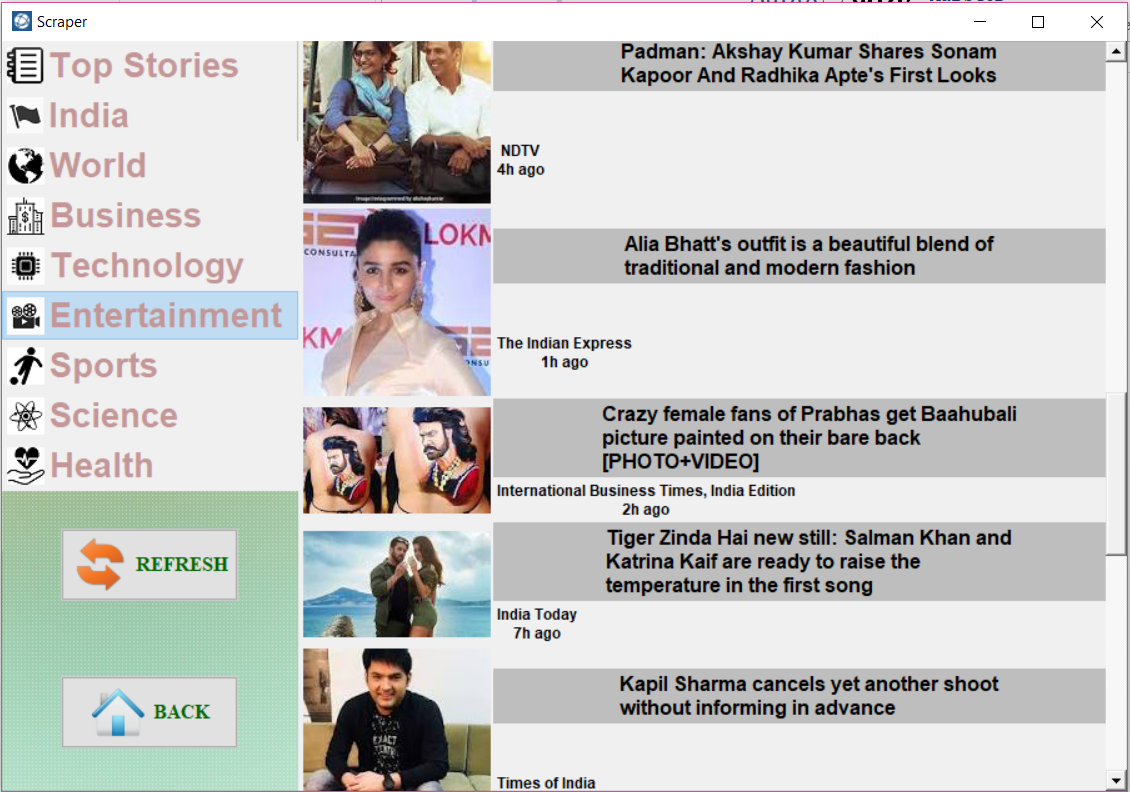 Scraper
Top Stories
India
World
Business
Technology
Entertainment
Sports
Science
Health
REFRESH
BACK
Padman: Akshay Kumar Shares Sonam
Kapoor And Radhika Apte's First Looks
NDTV
4h ago
LOKM
CONSULTA
KM
Alia Bhatt's outfit is a beautiful blend of
traditional and modern fashion
The Indian Express
1h ago
Crazy female fans of Prabhas get Baahubali
picture painted on their bare back
[PHOTO+VIDEO]
International Business Times, India Edition
2h ago
Tiger Zinda Hai new still: Salman Khan and
Katrina Kaif are ready to raise the
temperature in the first song
India Today
7h ago
Kapil Sharma cancels yet another shoot
without informing in advance
Times of India